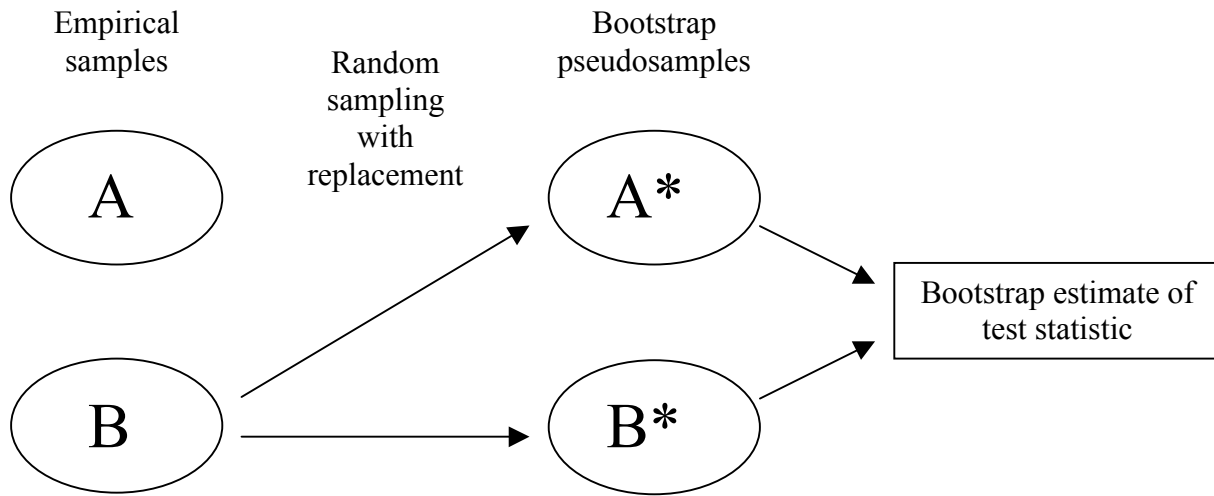 Empirical
samples
Random
sampling
with
replacement
Bootstrap
pseudosamples
A
A*
Bootstrap estimate of
test statistic
B
B*